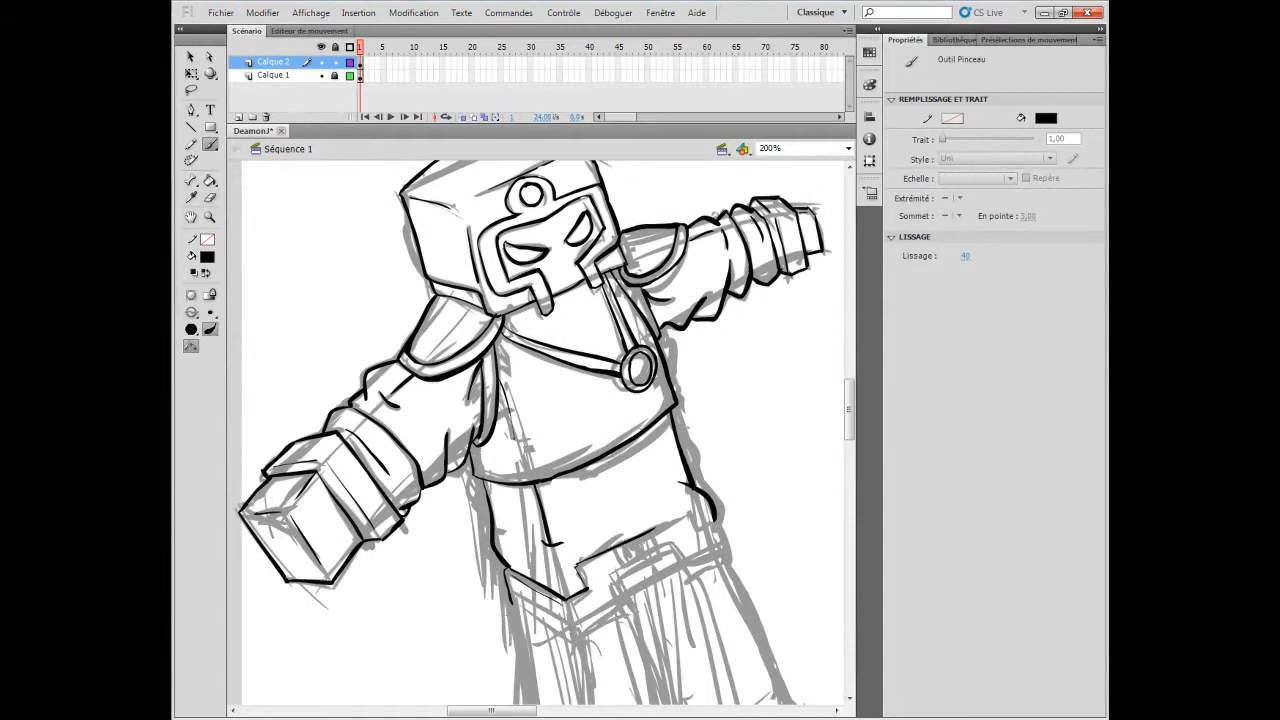 Fl Fichier Modifier Affichage Insertion Modification Texte Commandes Contrôle Déboguer Fenêtre Aide Classique CS Live
Scénario Editeur de mouvement
1 5 10 15 20 25 30 35 40 45 50 55 60 65 70 75 80
Calque 2
Calque 1
1 24.00 i/s 0.0 s
DeamonJ*
Séquence 1 200%
Propriétés Bibliothèque Présélections de mouvement
Outil Pinceau
REMPLISSAGE ET TRAIT
Trait : 1,00
Style : Uni
Echelle : Repère
Extrémité :
Sommet : En pointe : 3,00
LISSAGE
Lissage : 40